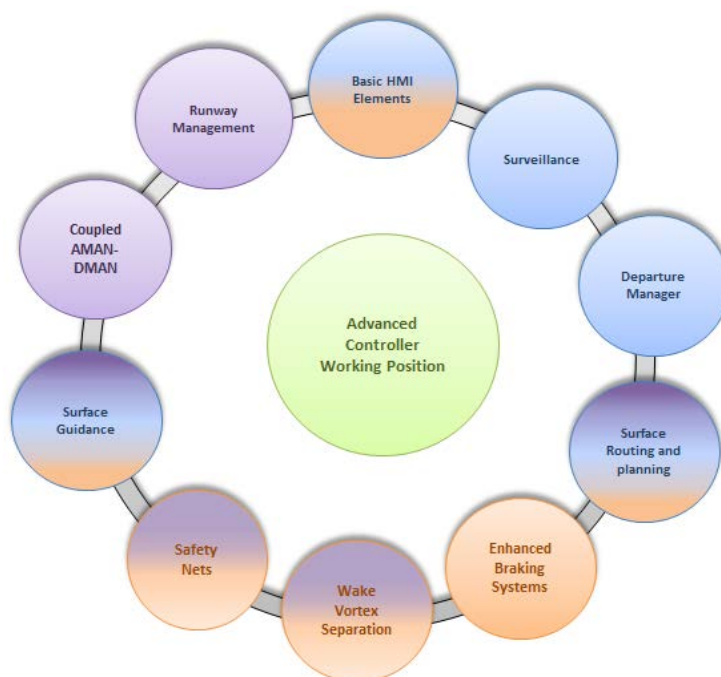 Basic HMI
Elements
Runway
Management
Surveillance
Coupled
AMAN-
DMAN
Departure
Manager
Advanced
Controller
Working Position
Surface
Guidance
Surface
Routing and
planning
Safety
Nets
Enhanced
Braking
Systems
Wake
Vortex
Separation